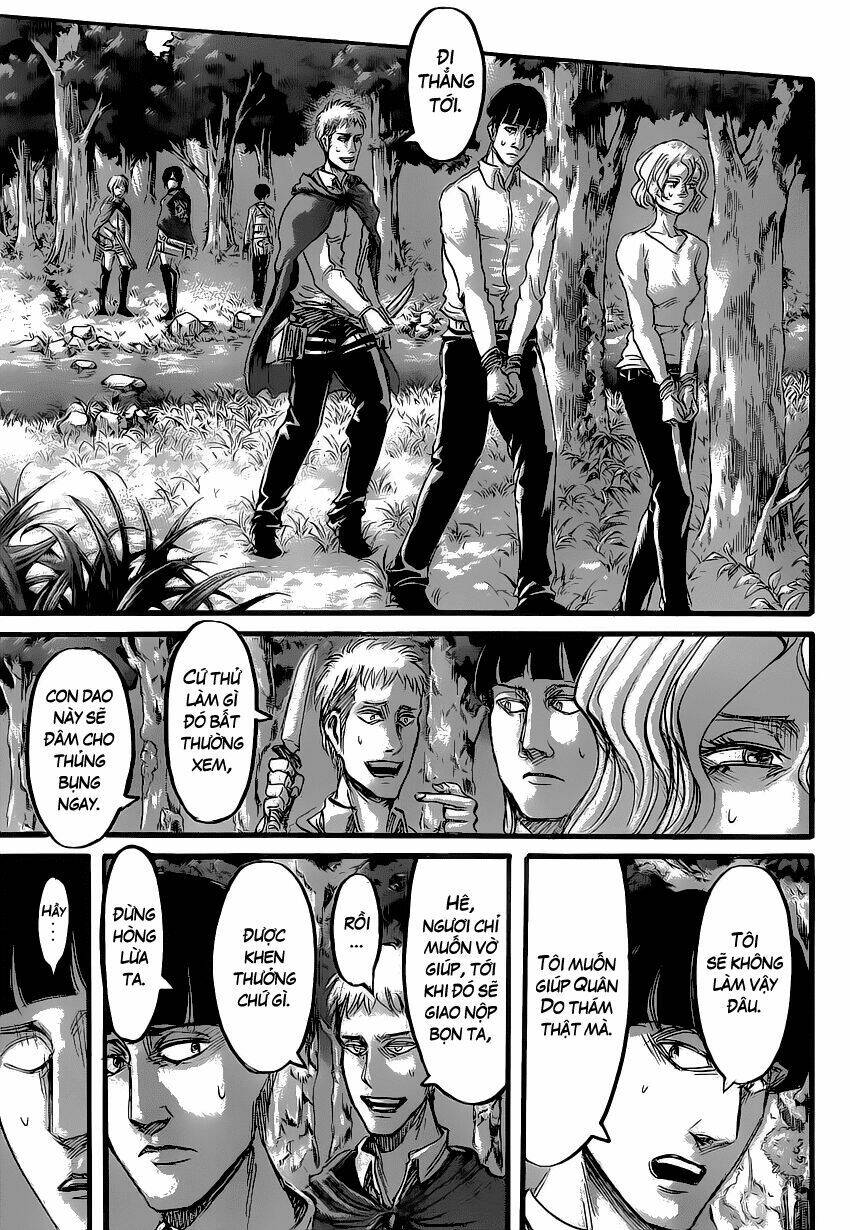 ĐI
THẲNG
TỚI.
CỨ THỬ
LÀM GÌ
ĐÓ BẤT
THƯỜNG
XEM,
CON DAO
NÀY SẼ
ĐÂM CHO
THỦNG
BỤNG
NGAY.
TÔI
SẼ KHÔNG
LÀM VẬY
ĐÂU.
TÔI MUỐN
GIÚP QUÂN
DO THÁM
THẬT MÀ.
HÊ,
NGƯƠI CHỈ
MUỐN VỜ
GIÚP, TỚI
KHI ĐÓ SẼ
GIAO NỘP
BỌN TA,
RỒI
...
ĐƯỢC
KHEN
THƯỞNG
CHỨ GÌ.
ĐỪNG
HÒNG
LỪA
TA.
HẦY
...